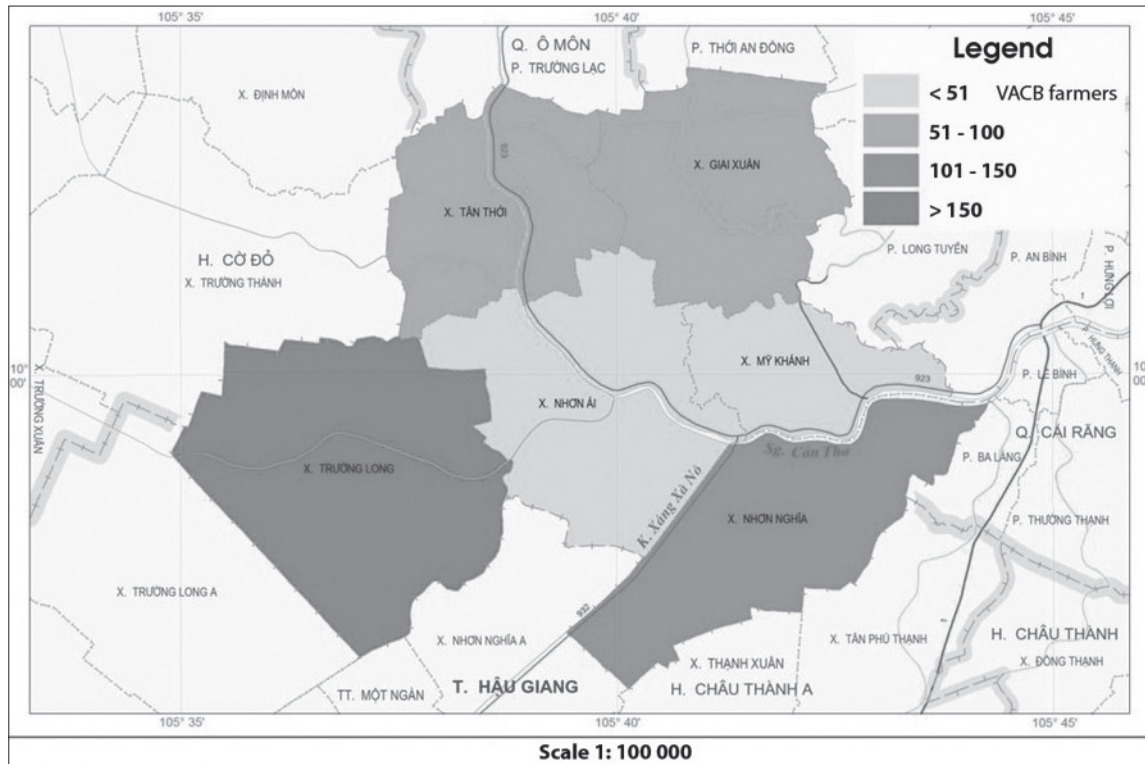 105° 35'
105° 40'
105° 45'
Legend
< 51 VACB farmers
51 - 100
101 - 150
> 150
Q. Ô MÔN
P. TRƯỜNG LẠC
P. THỚI AN ĐÔNG
X. ĐỊNH MÔN
923
X. GIAI XUÂN
X. TÂN THỚI
P. LONG TUYỀN
P. AN BÌNH
P. HƯNG LỢI
H. CỜ ĐỎ
X. TRƯỜNG THÀNH
P. HƯNG THẠNH
10°
00'
X. MỸ KHÁNH
923
P. LÊ BÌNH
10°
00'
X. TRƯỜNG XUÂN
X. NHƠN ÁI
Q. CÁI RĂNG
Sg. Cần Thơ
P. BA LÁNG
X. TRƯỜNG LONG
K. Xáng Xà Nó
X. NHƠN NGHĨA
P. THƯỜNG THẠNH
X. TRƯỜNG LONG A
932
X. NHƠN NGHĨA A
X. TÂN PHÚ THẠNH
H. CHÂU THÀNH
X. THẠNH XUÂN
X. ĐÔNG THẠNH
TT. MỘT NGÀN
T. HẬU GIANG
H. CHÂU THÀNH A
105° 35'
105° 40'
105° 45'
Scale 1: 100 000